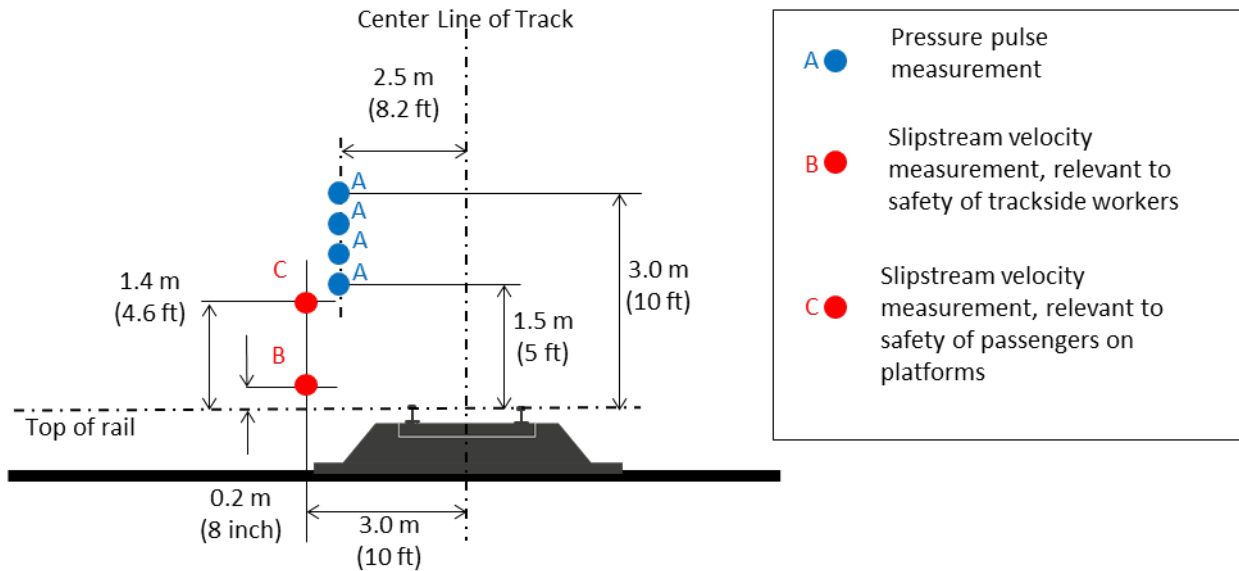 Center Line of Track
2.5 m
(8.2 ft)
A
A
A
A
C
1.4 m
(4.6 ft)
B
3.0 m
(10 ft)
1.5 m
(5 ft)
Top of rail
0.2 m
(8 inch)
3.0 m
(10 ft)
A
Pressure pulse
measurement
B
Slipstream velocity
measurement, relevant to
safety of trackside workers
C
Slipstream velocity
measurement, relevant to
safety of passengers on
platforms